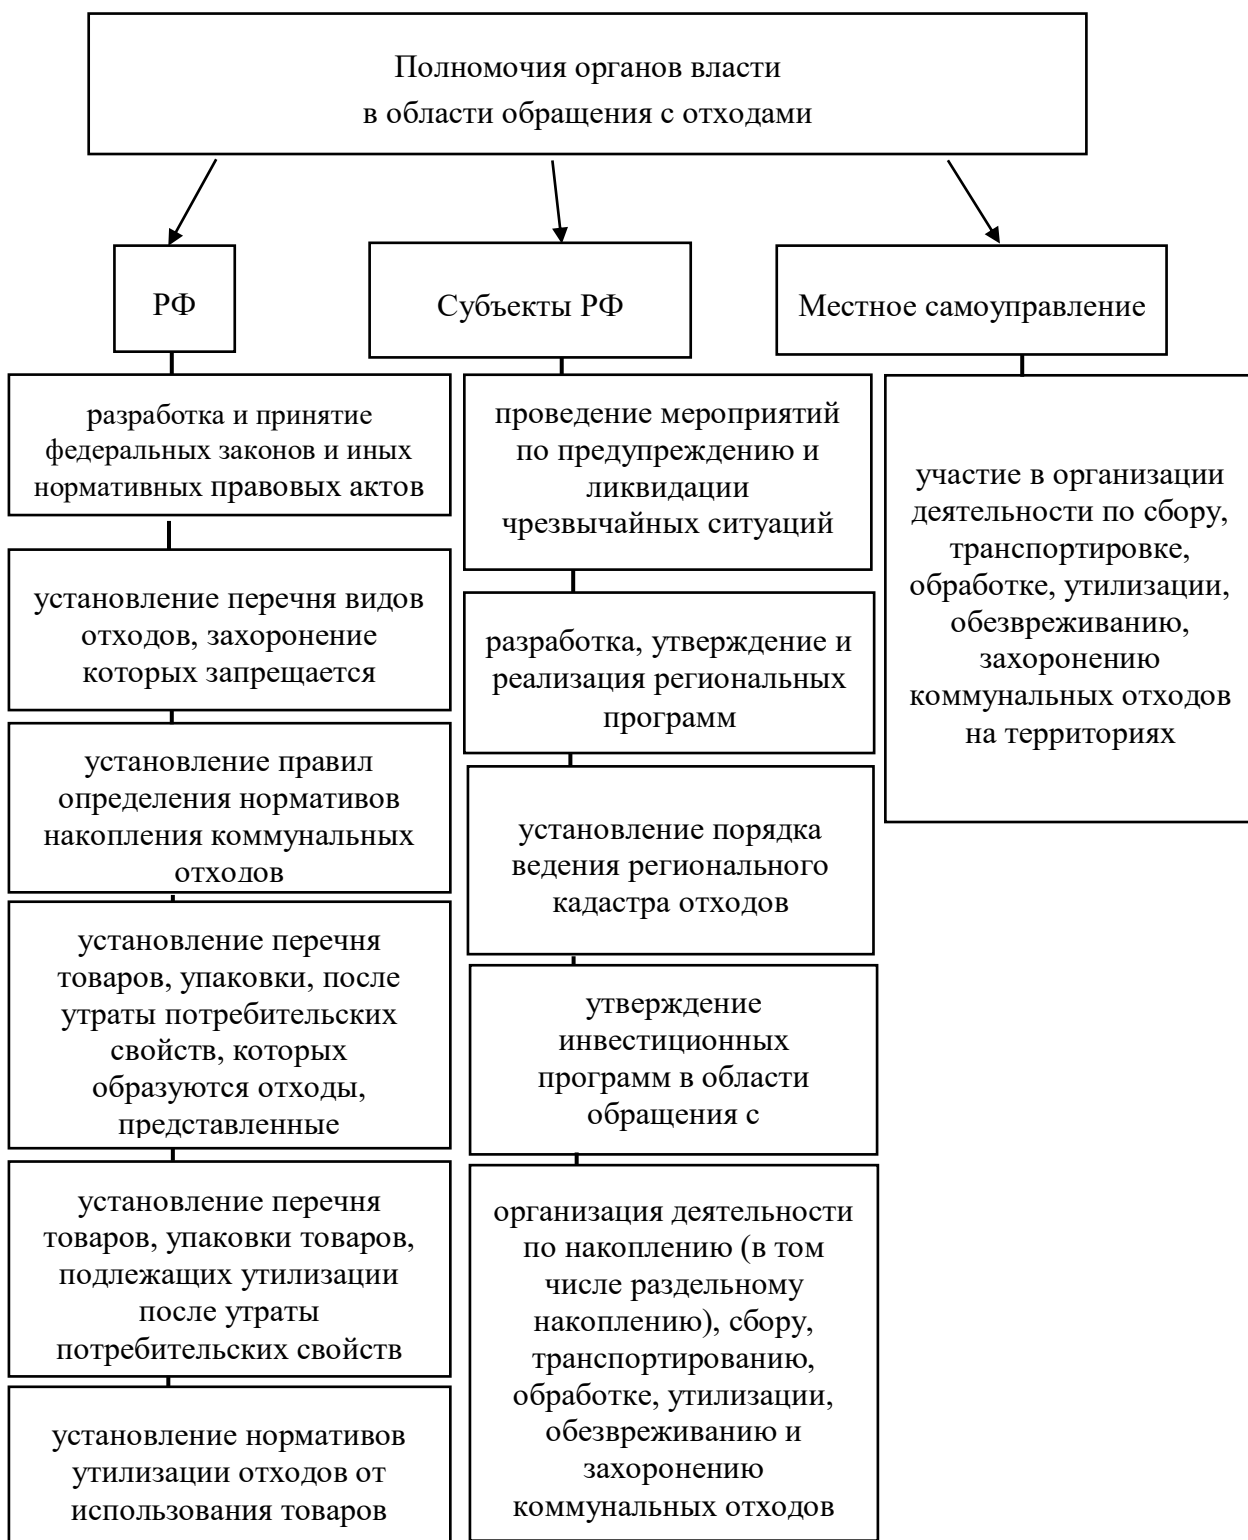 Полномочия органов власти
в области обращения с отходами
РФ
Субъекты РФ
Местное самоуправление
разработка и принятие
федеральных законов и иных
нормативных правовых актов
установление перечня видов
отходов, захоронение
которых запрещается
установление правил
определения нормативов
накопления коммунальных
отходов
установление перечня
товаров, упаковки, после
утраты потребительских
свойств, которых
образуются отходы,
представленные
установление перечня
товаров, упаковки товаров,
подлежащих утилизации
после утраты
потребительских свойств
установление нормативов
утилизации отходов от
использования товаров
проведение мероприятий
по предупреждению и
ликвидации
чрезвычайных ситуаций
разработка, утверждение и
реализация региональных
программ
установление порядка
ведения регионального
кадастра отходов
утверждение
инвестиционных
программ в области
обращения с
организация деятельности
по накоплению (в том
числе раздельному
накоплению), сбору,
транспортированию,
обработке, утилизации,
обезвреживанию и
захоронению
коммунальных отходов
участие в организации
деятельности по сбору,
транспортировке,
обработке, утилизации,
обезвреживанию,
захоронению
коммунальных отходов
на территориях